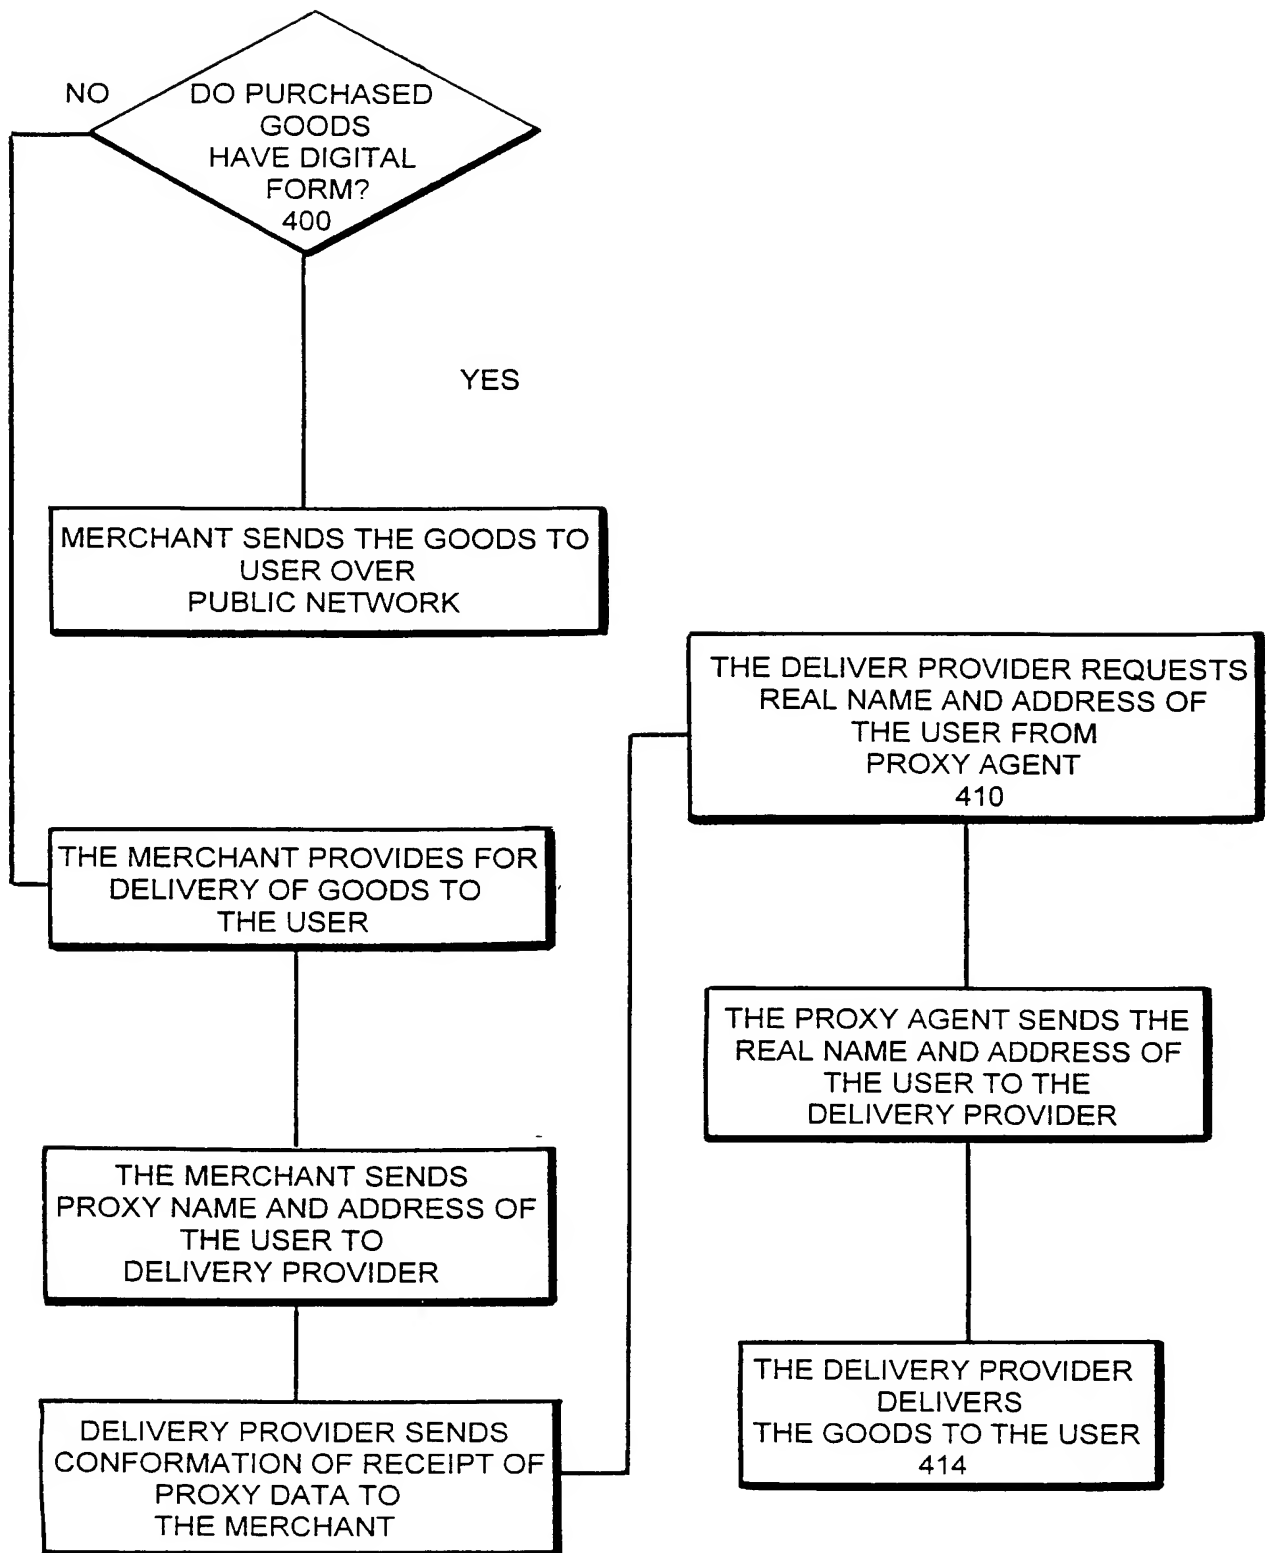 NO
DO PURCHASED
GOODS
HAVE DIGITAL
FORM?
400
YES
MERCHANT SENDS THE GOODS TO
USER OVER
PUBLIC NETWORK
THE MERCHANT PROVIDES FOR
DELIVERY OF GOODS TO
THE USER
THE MERCHANT SENDS
PROXY NAME AND ADDRESS OF
THE USER TO
DELIVERY PROVIDER
DELIVERY PROVIDER SENDS
CONFORMATION OF RECEIPT OF
PROXY DATA TO
THE MERCHANT
THE DELIVER PROVIDER REQUESTS
REAL NAME AND ADDRESS OF
THE USER FROM
PROXY AGENT
410
THE PROXY AGENT SENDS THE
REAL NAME AND ADDRESS OF
THE USER TO THE
DELIVERY PROVIDER
THE DELIVERY PROVIDER
DELIVERS
THE GOODS TO THE USER
414